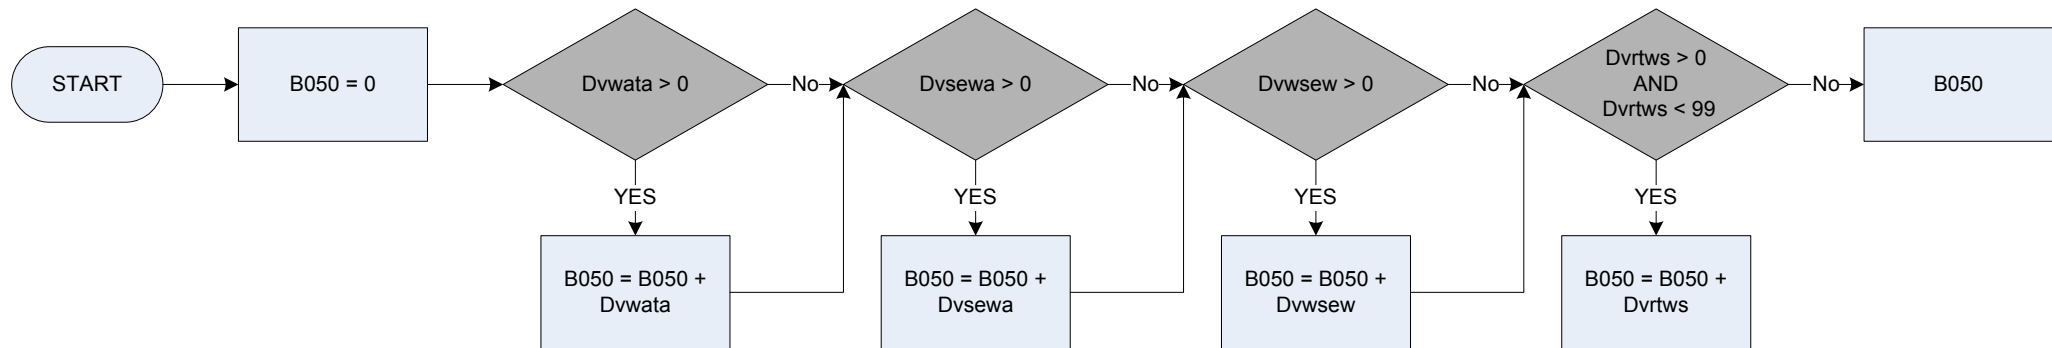 START
B050 = 0
Dvwata > 0
No
Dvsewa > 0
No
Dvwsew > 0
No
Dvrtws > 0
AND
Dvrtws < 99
No
B050
YES
YES
YES
YES
B050 = B050 +
Dvwata
B050 = B050 +
Dvsewa
B050 = B050 +
Dvwsew
B050 = B050 +
Dvrtws